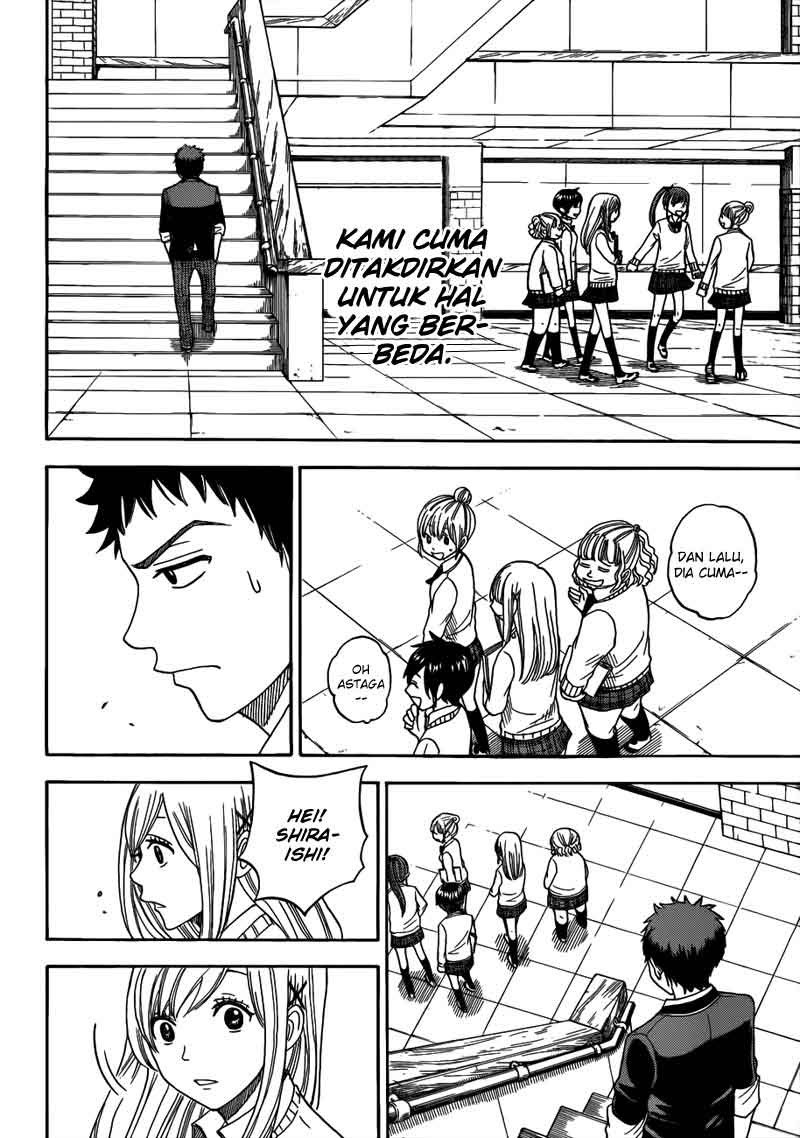 KAMI CUMA
DITAKDIRKAN
UNTUK HAL
YANG BER-
BEDA.
DAN LALU,
DIA CUMA--
OH
ASTAGA
--
HEI!
SHIRA-
ISHI!